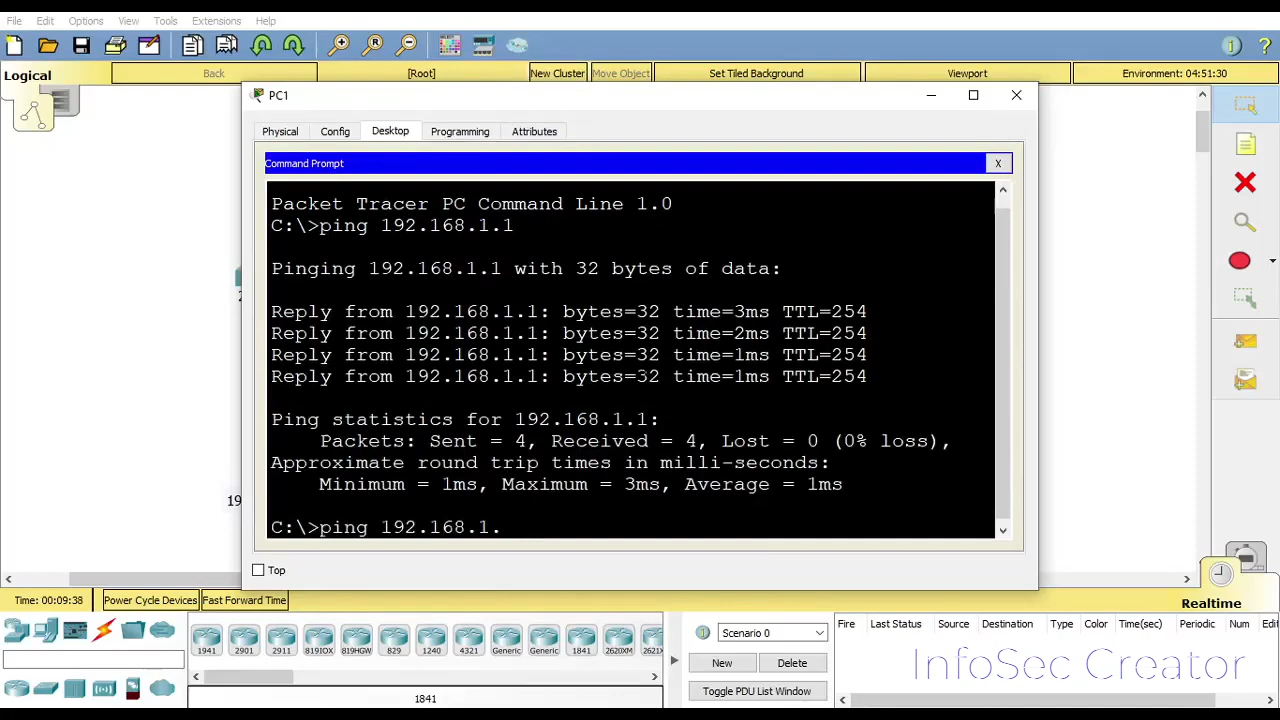 File Edit Options View Tools Extensions Help
Logical
Back
[Root]
New Cluster
Move Object
Set Tiled Background
Viewport
Environment: 04:51:30
PC1
Physical Config Desktop Programming Attributes
Command Prompt
X
Packet Tracer PC Command Line 1.0
C:\>ping 192.168.1.1
Pinging 192.168.1.1 with 32 bytes of data:
Reply from 192.168.1.1: bytes=32 time=3ms TTL=254
Reply from 192.168.1.1: bytes=32 time=2ms TTL=254
Reply from 192.168.1.1: bytes=32 time=1ms TTL=254
Reply from 192.168.1.1: bytes=32 time=1ms TTL=254
Ping statistics for 192.168.1.1:
Packets: Sent = 4, Received = 4, Lost = 0 (0% loss),
Approximate round trip times in milli-seconds:
Minimum = 1ms, Maximum = 3ms, Average = 1ms
C:\>ping 192.168.1.
Top
2
19
Time: 00:09:38
Power Cycle Devices
Fast Forward Time
Realtime
1941 2901 2911 819IOX 819HGW 829 1240 4321 Generic Generic 1841 2620XM 2621X
1841
Scenario 0
New
Delete
Toggle PDU List Window
Fire Last Status Source Destination Type Color Time(sec) Periodic Num Edit
InfoSec Creator